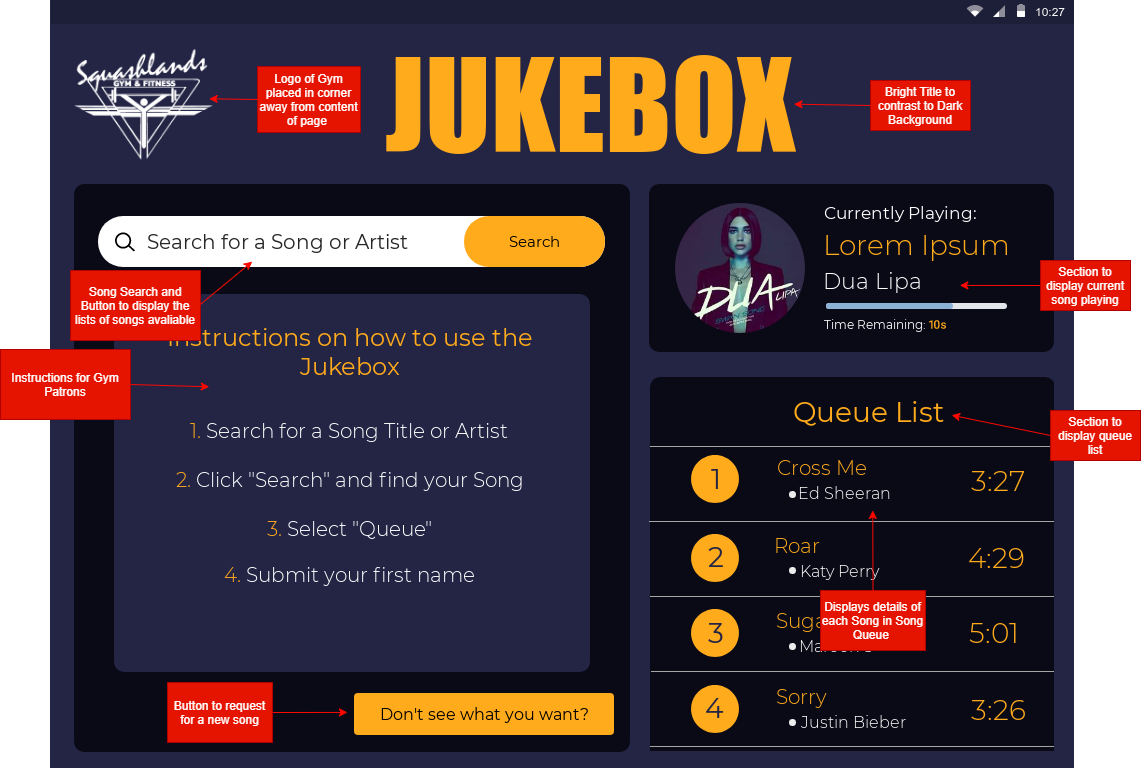 10:27
Squashlands
GYM & FITNESS
Logo of Gym
placed in corner
away from content
of page
JUKEBOX
Bright Title to
contrast to Dark
Background
Search for a Song or Artist
Search
Song Search and
Button to display the
lists of songs avaliable
Instructions on how to use the
Jukebox
Instructions for Gym
Patrons
1. Search for a Song Title or Artist
2. Click "Search" and find your Song
3. Select "Queue"
4. Submit your first name
Button to request
for a new song
Don't see what you want?
DUA LIPA
Currently Playing:
Lorem Ipsum
Dua Lipa
Time Remaining: 10s
Section to
display current
song playing
Queue List
Section to
display queue
list
1
Cross Me
Ed Sheeran
3:27
2
Roar
Katy Perry
4:29
Displays details of
each Song in Song
Queue
3
5:01
4
Sorry
Justin Bieber
3:26